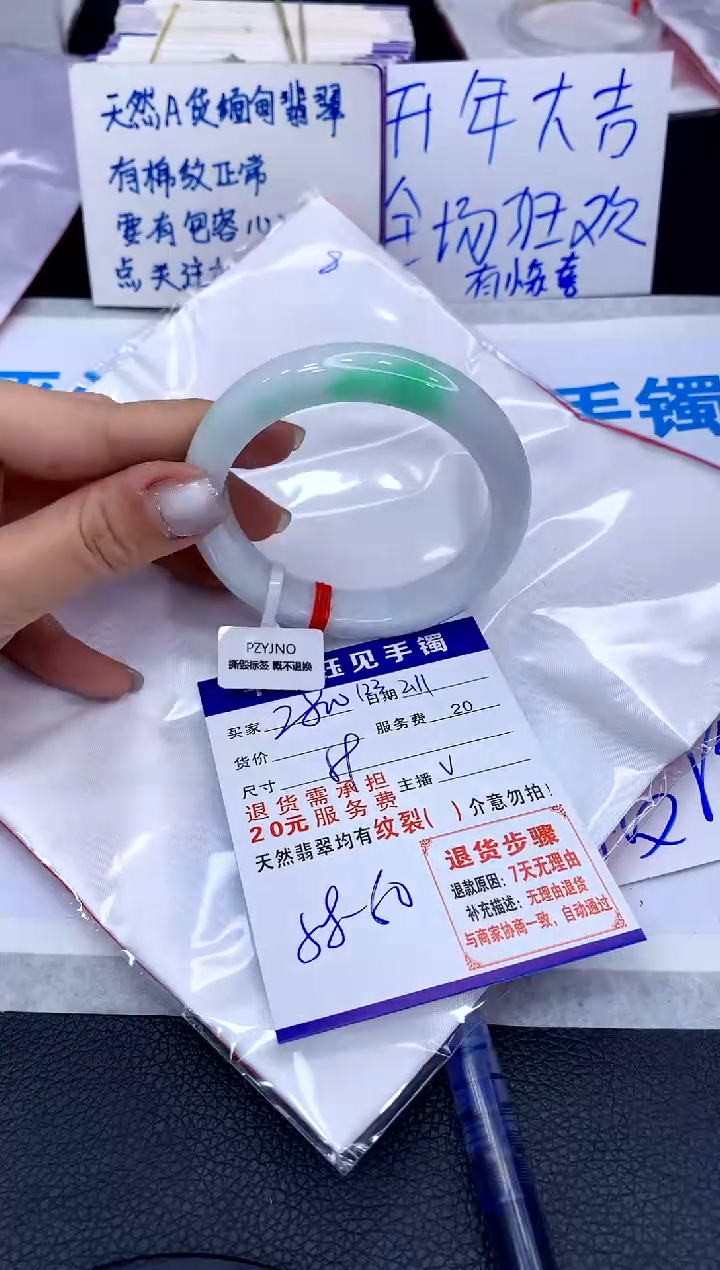 天然A货缅甸翡翠
有棉纹正常
要有包容心
点关注
开年大吉
全场狂欢
有惊喜
8
手镯
PZYJNO
撕毁标签 概不退换
钰见手镯
买家 日期 2.11
货价 服务费 20
尺寸
退货需承担 主播 V
20元服务费
天然翡翠均有纹裂( )介意勿拍!
退货步骤
退款原因：7天无理由
补充描述：无理由退货
与商家协商一致，自动通过
58-60